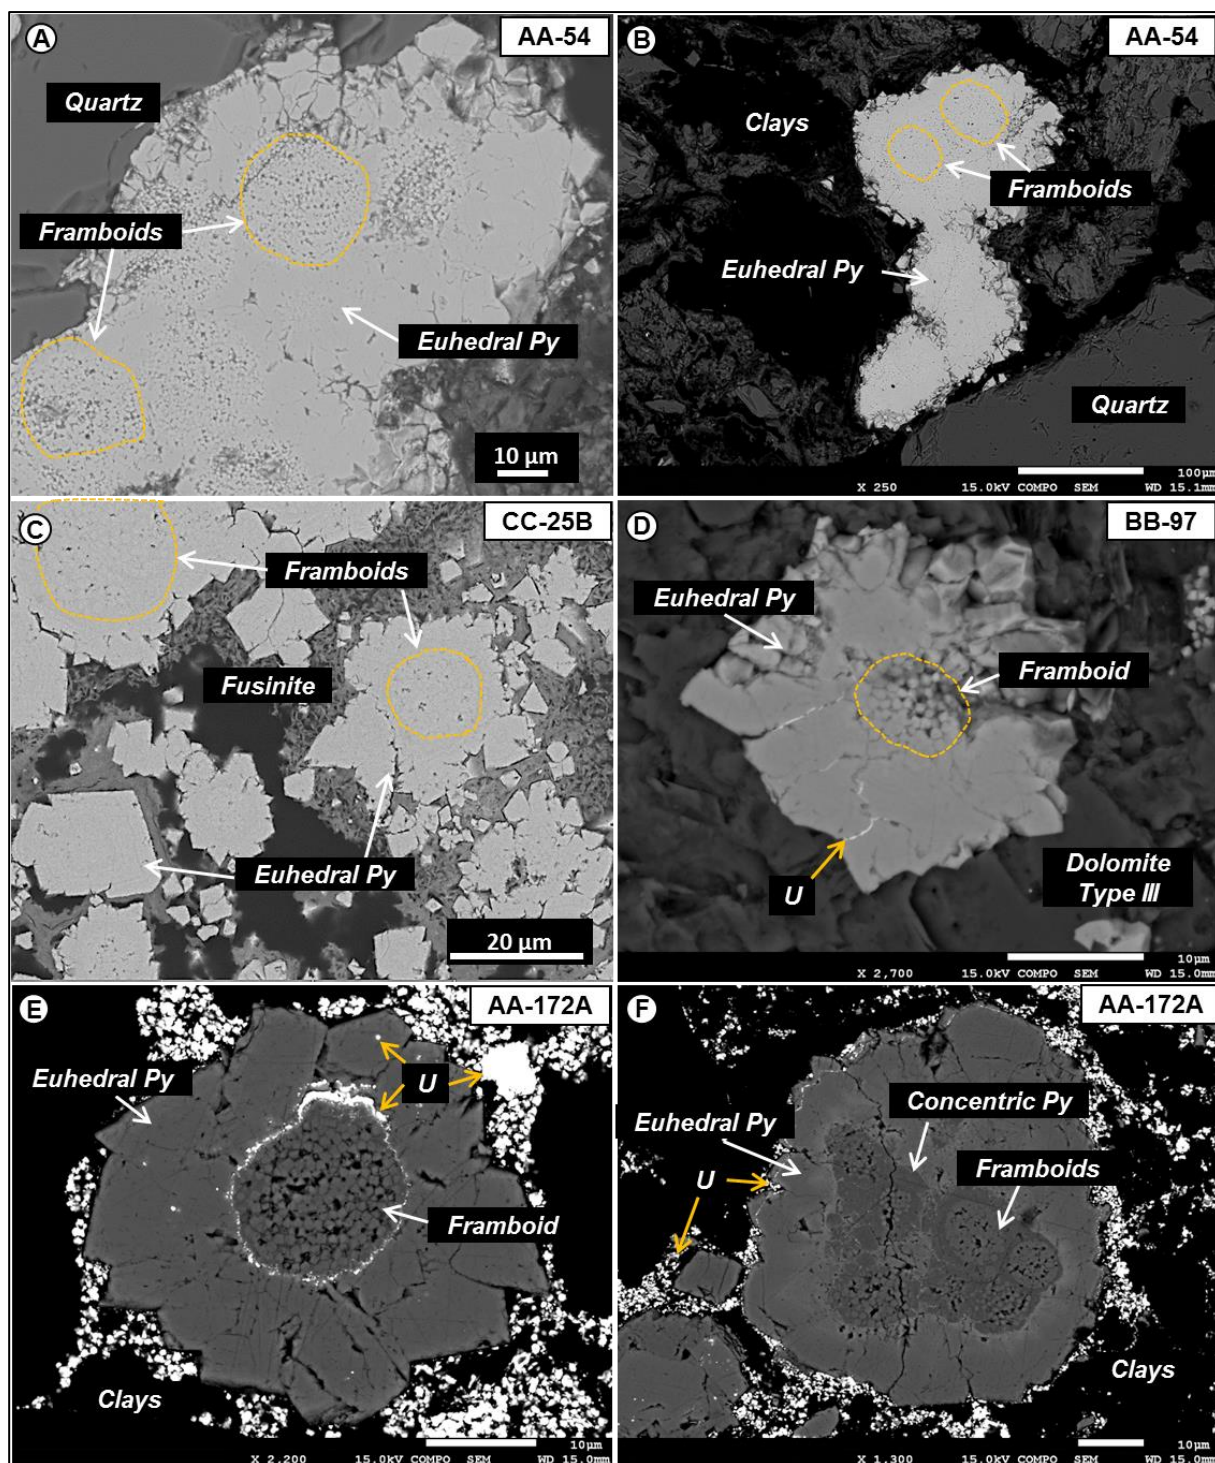 A
AA-54
Quartz
Framboids
Euhedral Py
10 µm
B
AA-54
Clays
Framboids
Euhedral Py
Quartz
100µm
X 250 15.0kV COMPO SEM WD 15.1mm
C
CC-25B
Framboids
Fusinite
Euhedral Py
20 µm
D
BB-97
Euhedral Py
Framboid
U
Dolomite
Type III
10µm
X 2,700 15.0kV COMPO SEM WD 15.0mm
E
AA-172A
Euhedral Py
U
Framboid
Clays
10µm
X 2,200 15.0kV COMPO SEM WD 15.0mm
F
AA-172A
Euhedral Py
Concentric Py
U
Framboids
Clays
10µm
X 1,300 15.0kV COMPO SEM WD 15.0mm